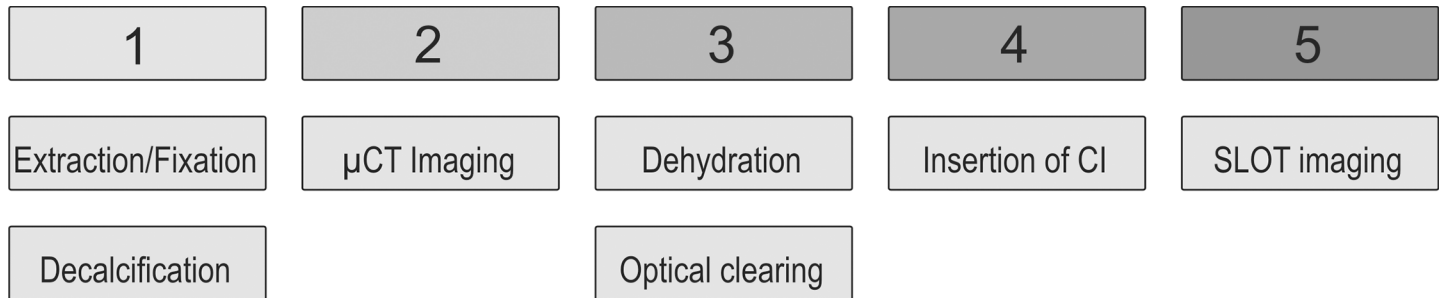 1 2 3 4 5
Extraction/Fixation µCT Imaging Dehydration Insertion of CI SLOT imaging
Decalcification Optical clearing